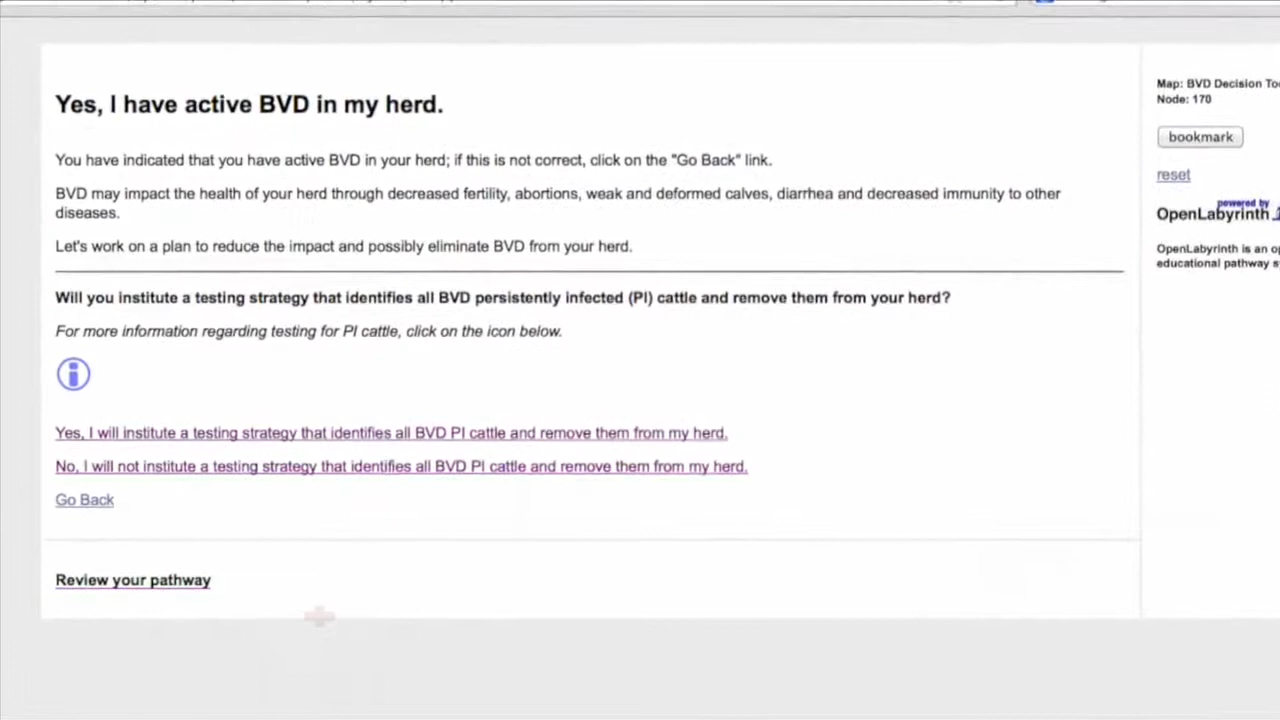 Yes, I have active BVD in my herd.
You have indicated that you have active BVD in your herd; if this is not correct, click on the "Go Back" link.
BVD may impact the health of your herd through decreased fertility, abortions, weak and deformed calves, diarrhea and decreased immunity to other
diseases.
Let's work on a plan to reduce the impact and possibly eliminate BVD from your herd.
Will you institute a testing strategy that identifies all BVD persistently infected (PI) cattle and remove them from your herd?
For more information regarding testing for PI cattle, click on the icon below.
Yes, I will institute a testing strategy that identifies all BVD PI cattle and remove them from my herd.
No, I will not institute a testing strategy that identifies all BVD PI cattle and remove them from my herd.
Go Back
Review your pathway
Map: BVD Decision
Node: 170
bookmark
reset
powered by
OpenLabyrinth
OpenLabyrinth is an
educational pathway